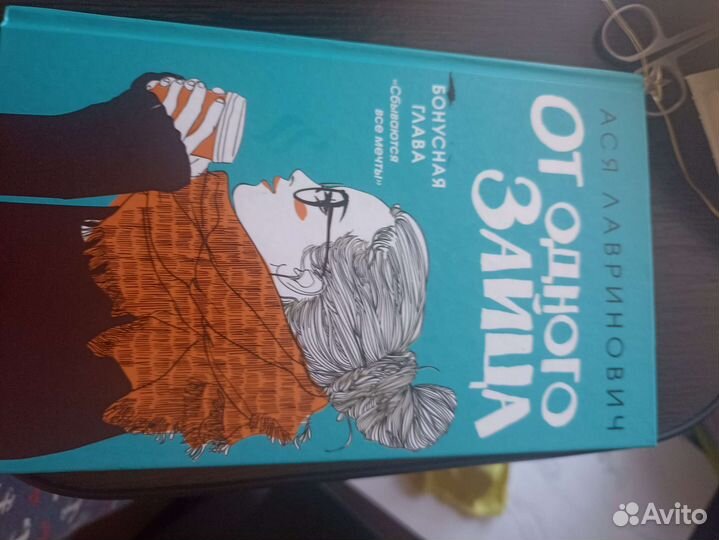 АСЯ ЛАВРИНОВИЧ
ОТ ОДНОГО
ЗАЙЦА
БОНУСНАЯ
ГЛАВА
«Сбываются
все мечты»
Avito